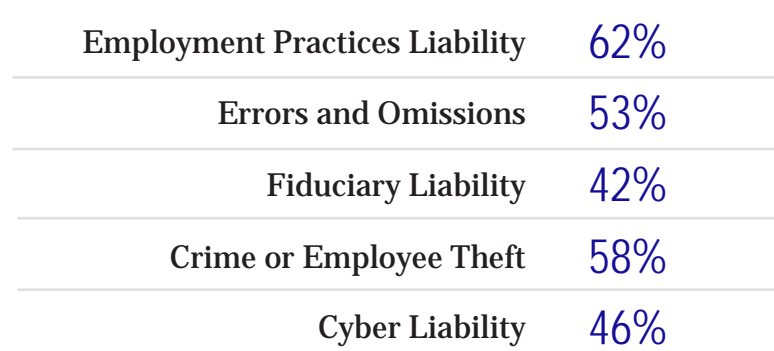 Employment Practices Liability 62%
Errors and Omissions 53%
Fiduciary Liability 42%
Crime or Employee Theft 58%
Cyber Liability 46%